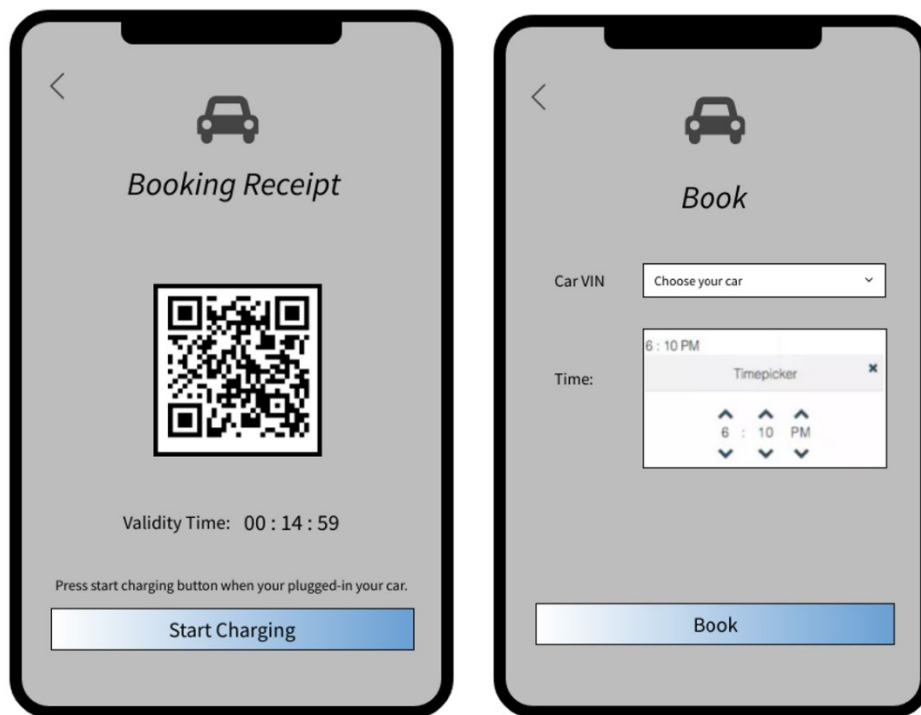 Booking Receipt
Validity Time: 00 : 14 : 59
Press start charging button when your plugged-in your car.
Start Charging
Book
Car VIN Choose your car
6 : 10 PM
Time:
Timepicker
6 : 10 PM
Book